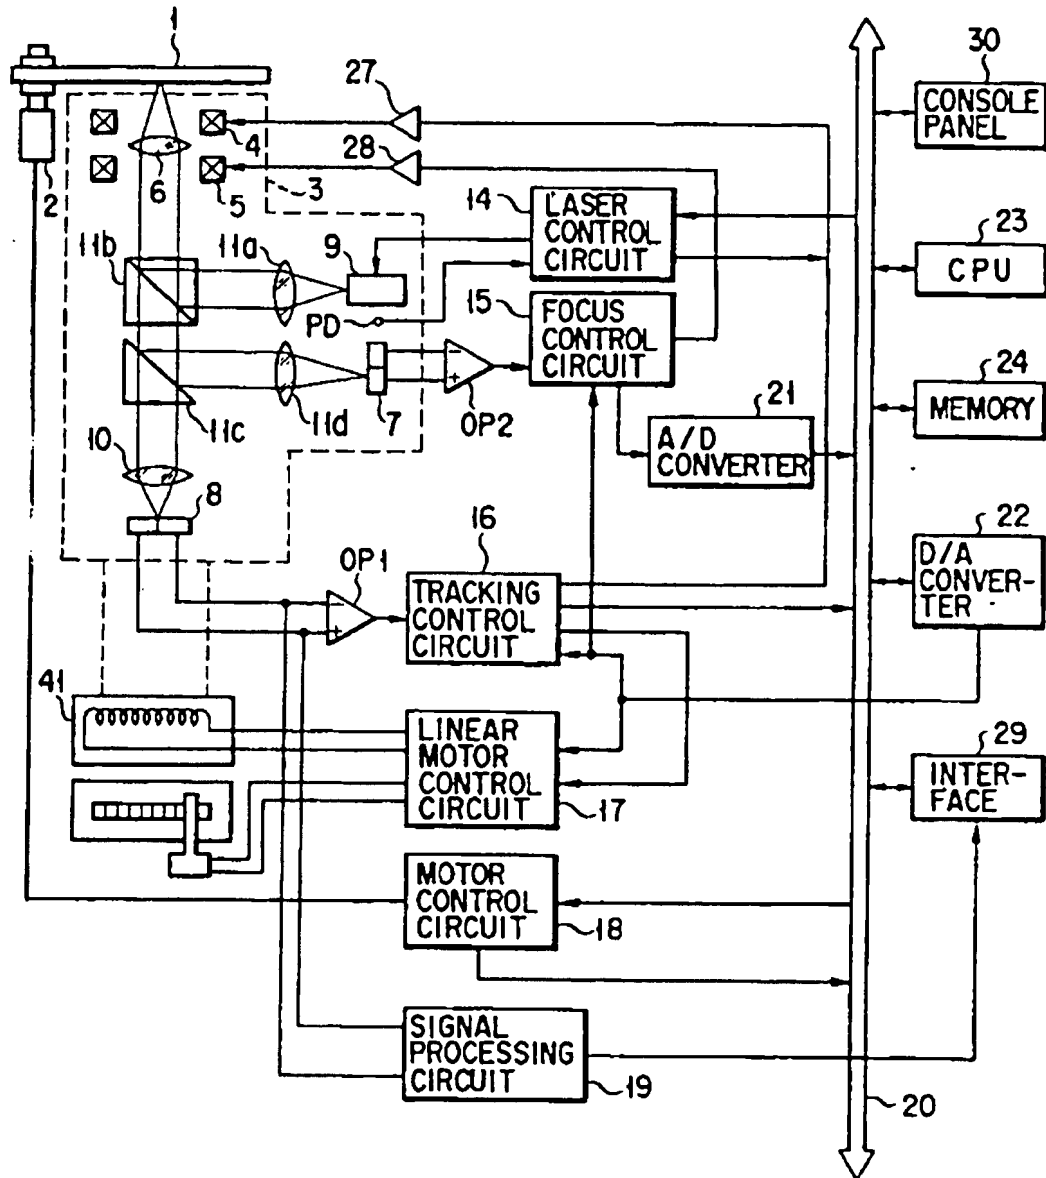 1
30
27
CONSOLE
PANEL
4
28
6
3
14
LASER
CONTROL
CIRCUIT
2
5
23
CPU
11b
11a
9
PD
15
FOCUS
CONTROL
CIRCUIT
24
MEMORY
−
+
OP2
21
A/D
CONVERTER
11c
11d
7
10
8
22
D/A
CONVER-
TER
OP1
16
TRACKING
CONTROL
CIRCUIT
−
+
41
LINEAR
MOTOR
CONTROL
CIRCUIT
17
29
INTER-
FACE
MOTOR
CONTROL
CIRCUIT
18
SIGNAL
PROCESSING
CIRCUIT
19
20